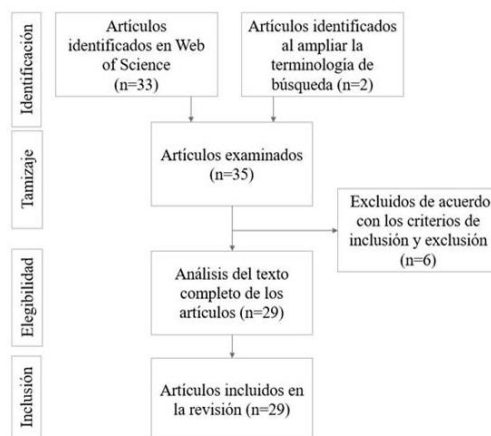 Identificación
Artículos
identificados en Web
of Science
(n=33)
Artículos identificados
al ampliar la
terminología de
búsqueda (n=2)
Tamizaje
Artículos examinados
(n=35)
Excluidos de acuerdo
con los criterios de
inclusión y exclusión
(n=6)
Elegibilidad
Análisis del texto
completo de los
artículos (n=29)
Inclusión
Artículos incluidos en
la revisión (n=29)